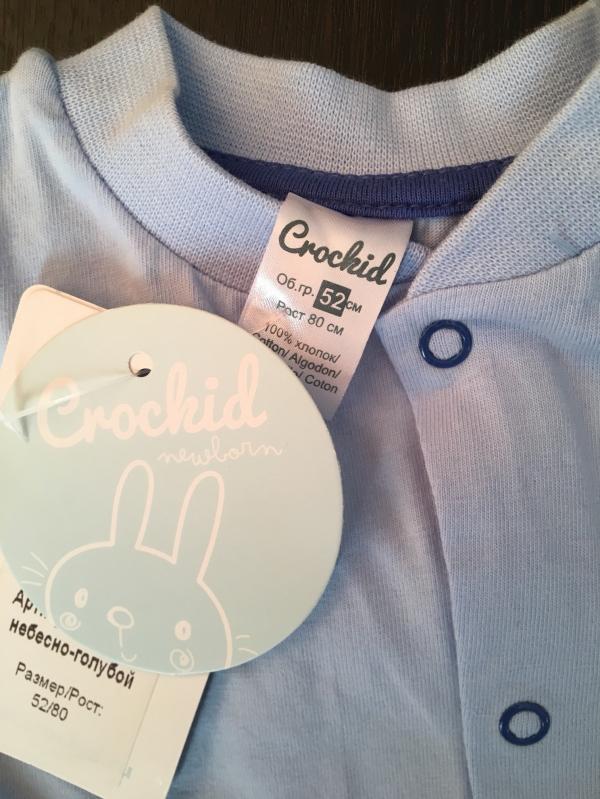 Crockid
Об.гр. 52 см
Рост 80 см
100% хлопок/
Cotton/ Algodon/
/ Coton
Crockid
newborn
небесно-голубой
Размер/Рост:
52/80